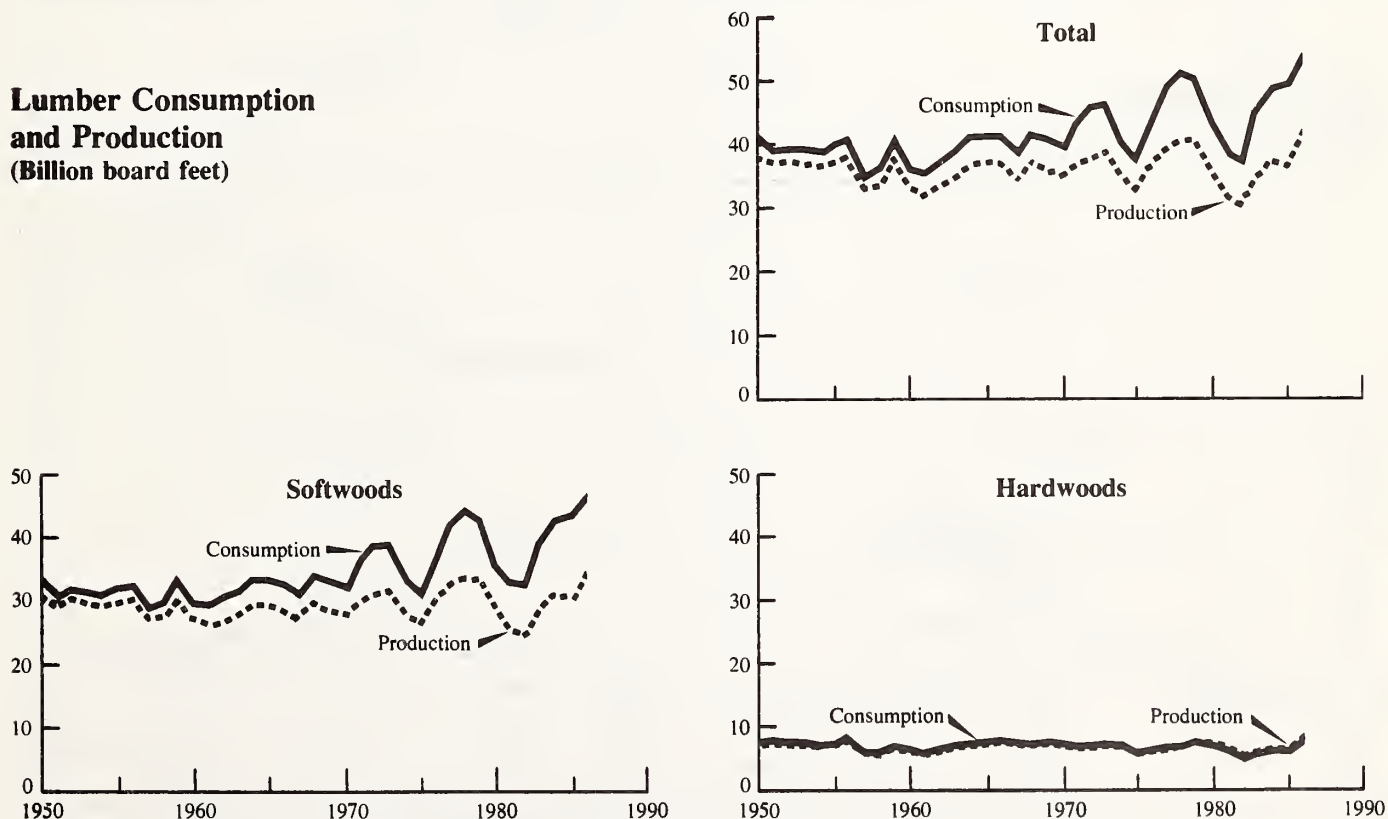 Lumber Consumption
and Production
(Billion board feet)
Total
60
50
40
30
20
10
0
Consumption
Production
Softwoods
50
40
30
20
10
0
Consumption
Production
1950 1960 1970 1980 1990
Hardwoods
50
40
30
20
10
0
Consumption
Production
1950 1960 1970 1980 1990